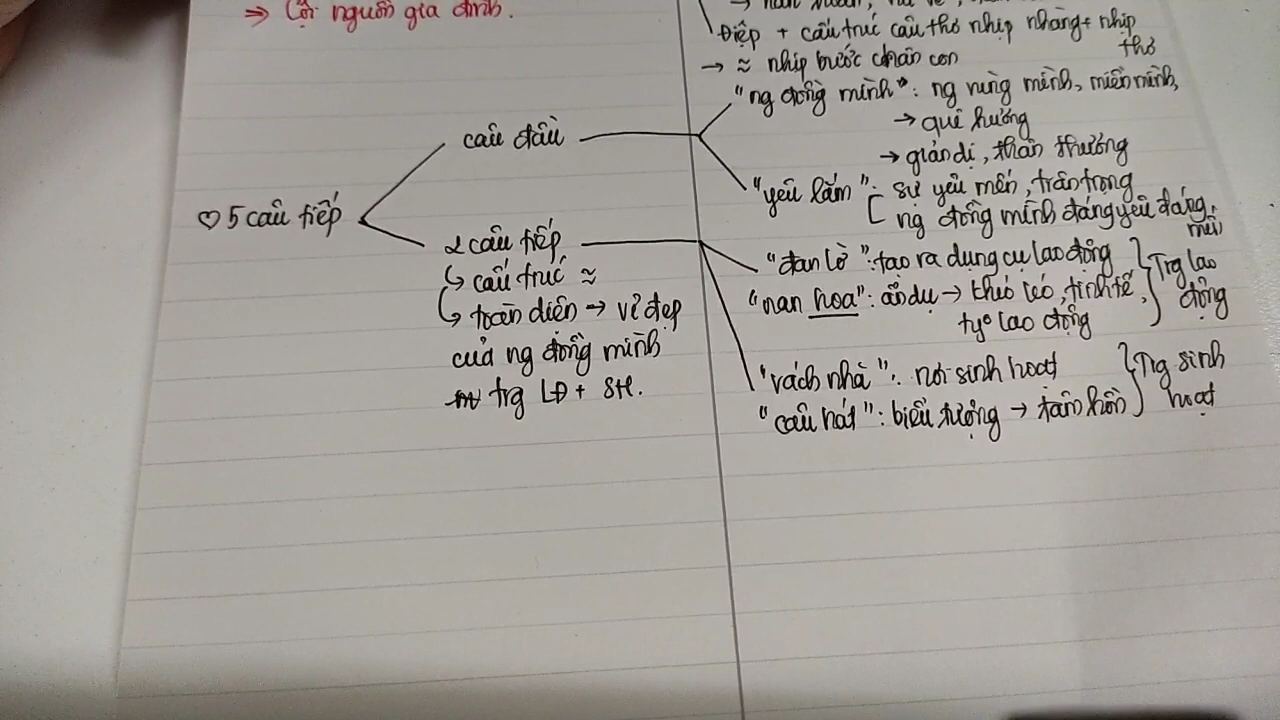 ⇒ Cội nguồn gia đình.
Điệp + cấu trúc câu thơ nhịp nhàng + nhịp thơ
→ ≈ nhịp bước chân con
♡ 5 câu tiếp
câu đầu
"ng đồng mình": ng vùng mình, miền mình,
→ quê hương
→ giản dị, thân thương
"yêu lắm": sự yêu mến, trân trọng
ng đồng mình đáng yêu đáng mến
2 câu tiếp
↳ cấu trúc ≈
↳ toàn diện → vẻ đẹp
của ng đồng mình
trg LĐ + SH.
"đan lờ": tạo ra dụng cụ lao động
"nan hoa": ẩn dụ → khéo léo, tinh tế,
lao động
Trg lao động
"vách nhà": nơi sinh hoạt
"câu hát": biểu tượng → tâm hồn
Trg sinh hoạt